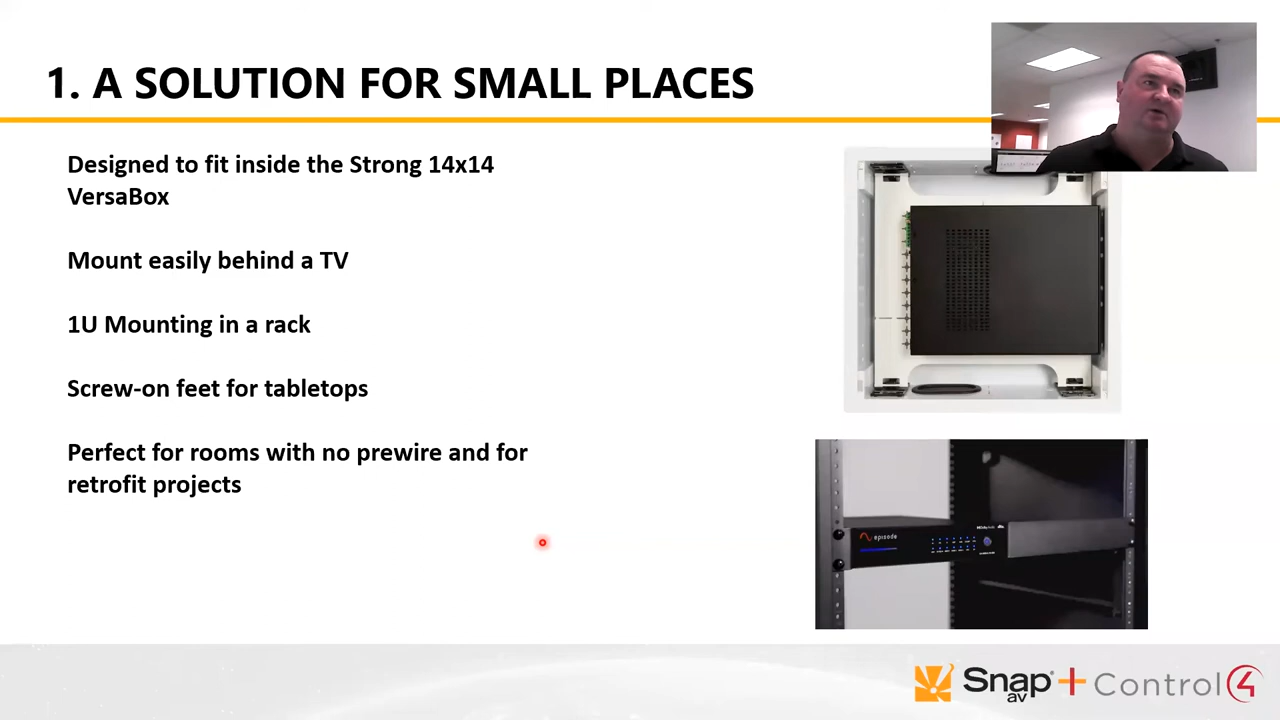 1. A SOLUTION FOR SMALL PLACES
Designed to fit inside the Strong 14x14
VersaBox
Mount easily behind a TV
1U Mounting in a rack
Screw-on feet for tabletops
Perfect for rooms with no prewire and for
retrofit projects
episode
Snap av + Control4